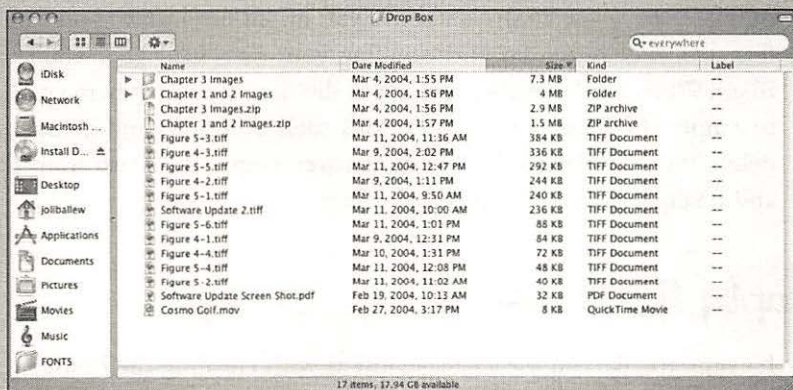 Drop Box
everywhere
Name Date Modified Size Kind Label
Chapter 3 Images Mar 4, 2004, 1:55 PM 7.3 MB Folder --
Chapter 1 and 2 Images Mar 4, 2004, 1:56 PM 4 MB Folder --
Chapter 3 Images.zip Mar 4, 2004, 1:56 PM 2.9 MB ZIP archive --
Chapter 1 and 2 Images.zip Mar 4, 2004, 1:57 PM 1.5 MB ZIP archive --
Figure 5-3.tiff Mar 11, 2004, 11:36 AM 384 KB TIFF Document --
Figure 4-3.tiff Mar 9, 2004, 2:02 PM 336 KB TIFF Document --
Figure 5-5.tiff Mar 11, 2004, 12:47 PM 292 KB TIFF Document --
Figure 4-2.tiff Mar 9, 2004, 1:11 PM 244 KB TIFF Document --
Figure 5-1.tiff Mar 11, 2004, 9:50 AM 240 KB TIFF Document --
Software Update 2.tiff Mar 11, 2004, 10:00 AM 236 KB TIFF Document --
Figure 5-6.tiff Mar 11, 2004, 1:01 PM 88 KB TIFF Document --
Figure 4-1.tiff Mar 9, 2004, 12:31 PM 84 KB TIFF Document --
Figure 4-4.tiff Mar 10, 2004, 1:31 PM 72 KB TIFF Document --
Figure 5-4.tiff Mar 11, 2004, 12:08 PM 48 KB TIFF Document --
Figure 5-2.tiff Mar 11, 2004, 11:02 AM 40 KB TIFF Document --
Software Update Screen Shot.pdf Feb 19, 2004, 10:13 AM 32 KB PDF Document --
Cosmo Golf.mov Feb 27, 2004, 3:17 PM 8 KB QuickTime Movie --
iDisk
Network
Macintosh ...
Install D...
Desktop
joliballew
Applications
Documents
Pictures
Movies
Music
FONTS
17 items, 17.94 GB available